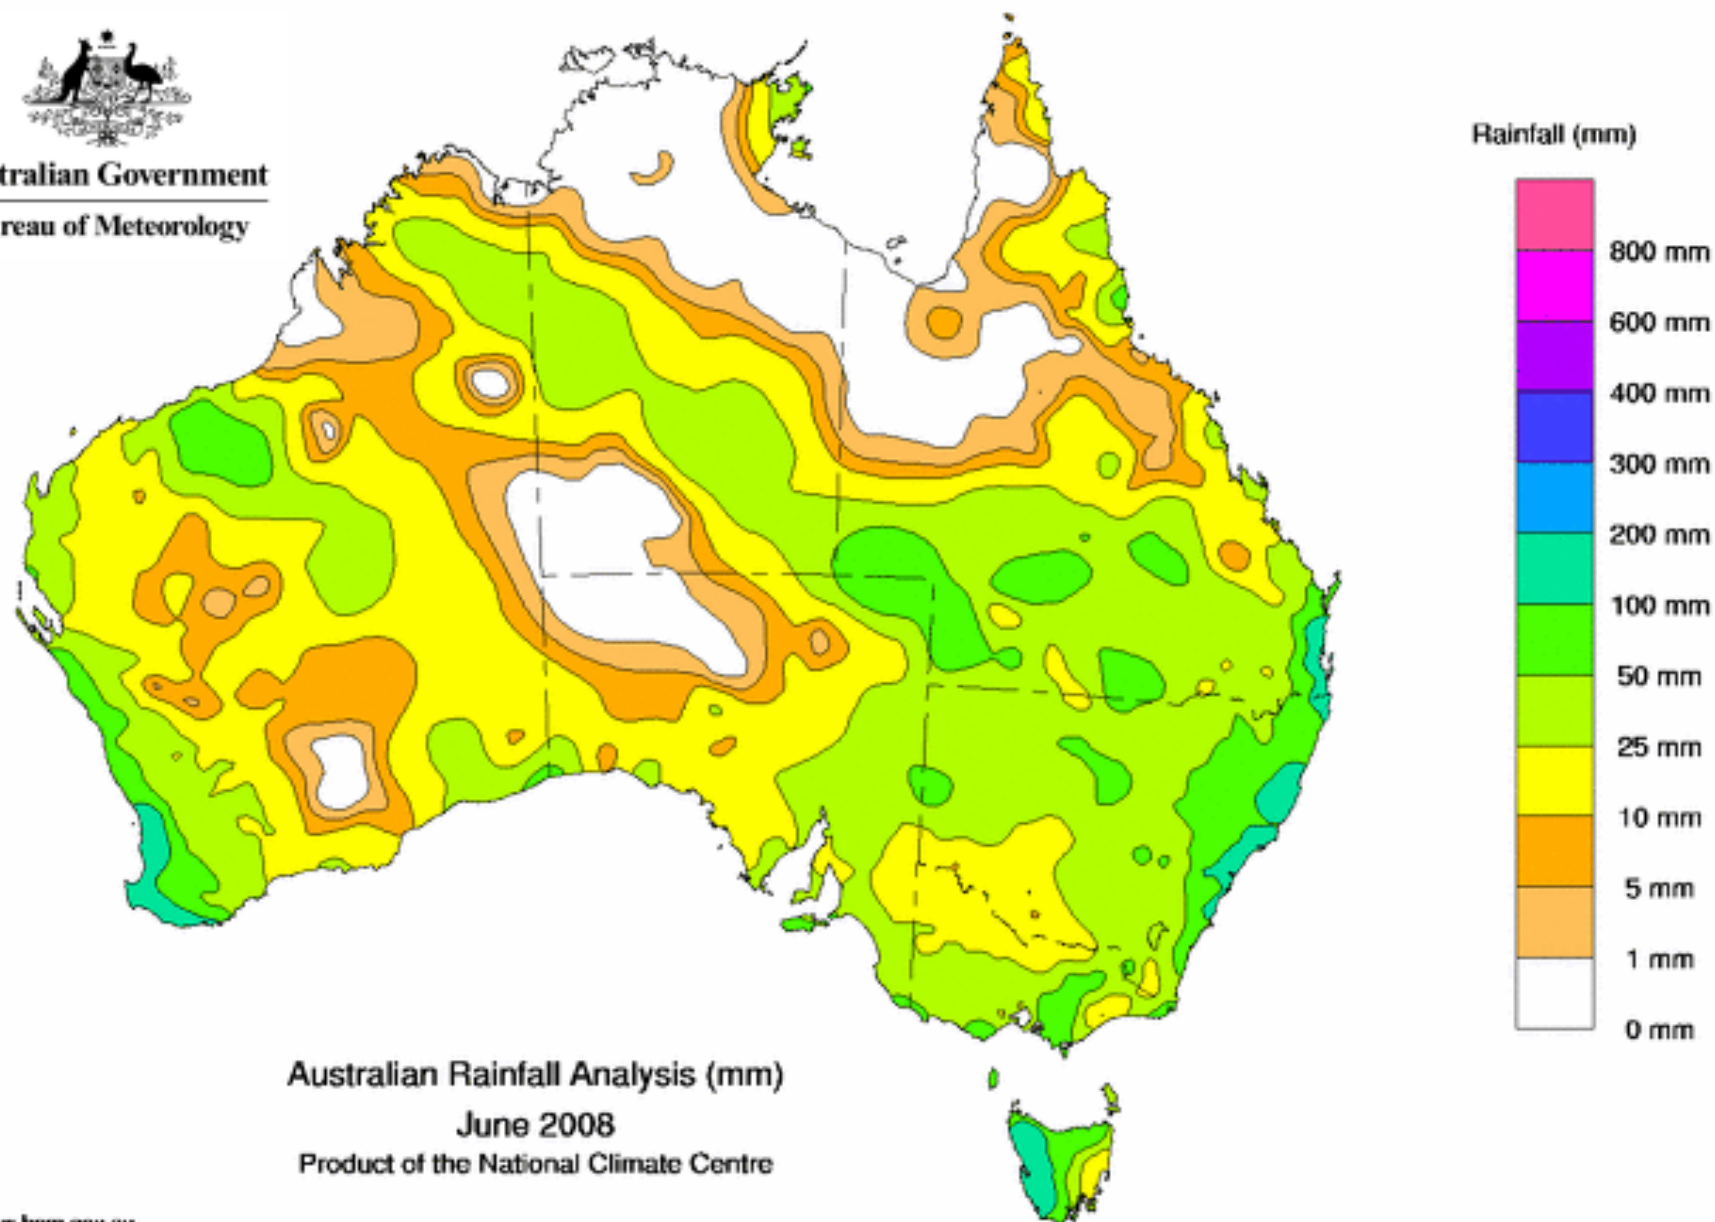 tralian Government
reau of Meteorology
Rainfall (mm)
800 mm
600 mm
400 mm
300 mm
200 mm
100 mm
50 mm
25 mm
10 mm
5 mm
1 mm
0 mm
Australian Rainfall Analysis (mm)
June 2008
Product of the National Climate Centre